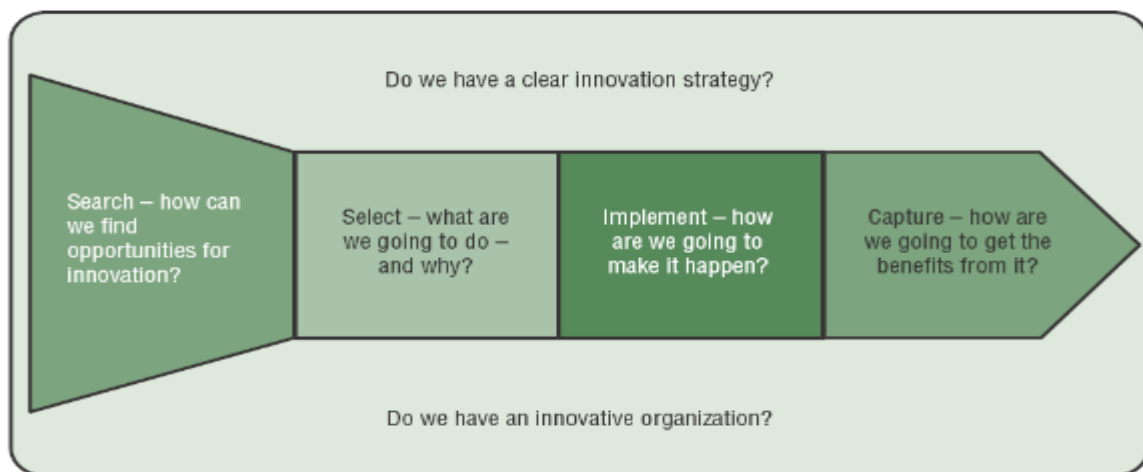 Do we have a clear innovation strategy?
Search – how can
we find
opportunities for
innovation?
Select – what are
we going to do –
and why?
Implement – how
are we going to
make it happen?
Capture – how are
we going to get the
benefits from it?
Do we have an innovative organization?